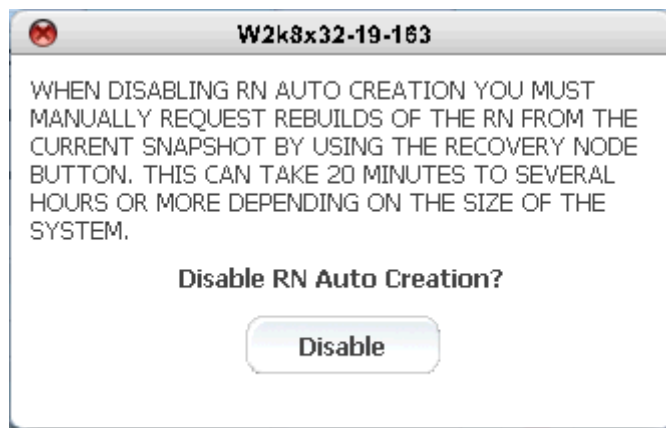 W2k8x32-19-163
WHEN DISABLING RN AUTO CREATION YOU MUST
MANUALLY REQUEST REBUILDS OF THE RN FROM THE
CURRENT SNAPSHOT BY USING THE RECOVERY NODE
BUTTON. THIS CAN TAKE 20 MINUTES TO SEVERAL
HOURS OR MORE DEPENDING ON THE SIZE OF THE
SYSTEM.
Disable RN Auto Creation?
Disable